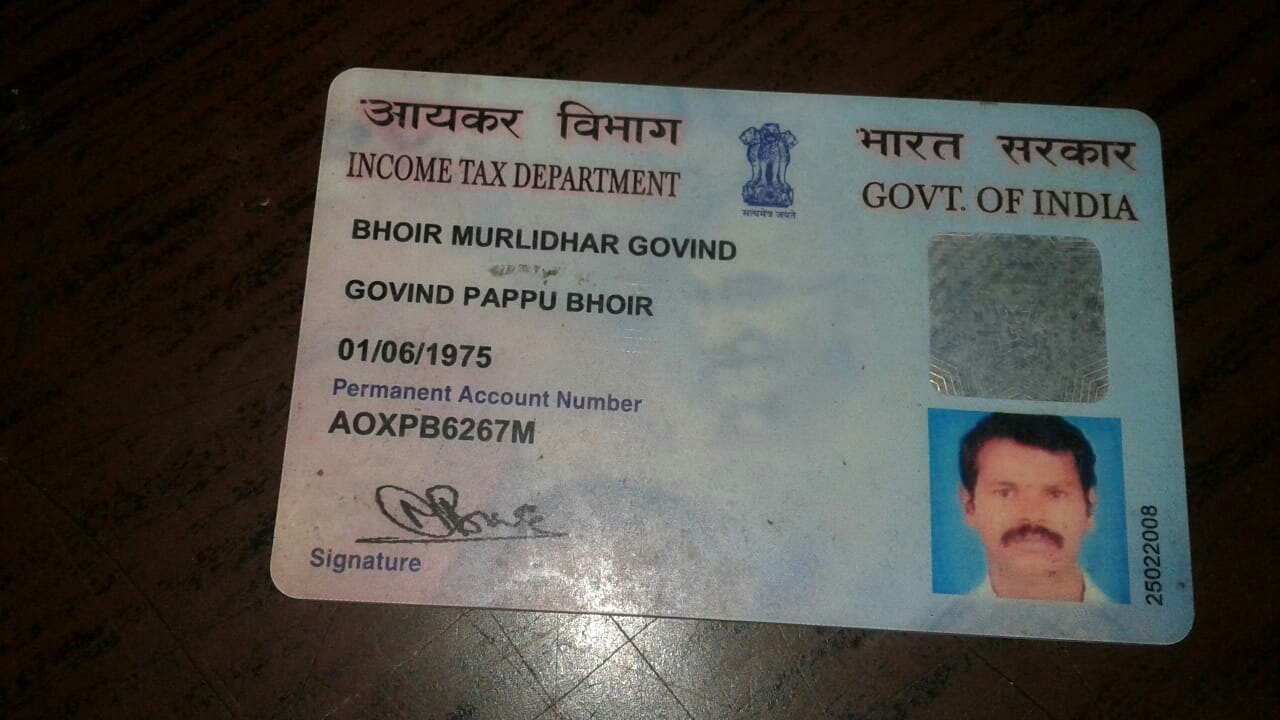 आयकर विभाग
INCOME TAX DEPARTMENT
सत्यमेव जयते
भारत सरकार
GOVT. OF INDIA
BHOIR MURLIDHAR GOVIND
GOVIND PAPPU BHOIR
01/06/1975
Permanent Account Number
AOXPB6267M
Signature
25022008